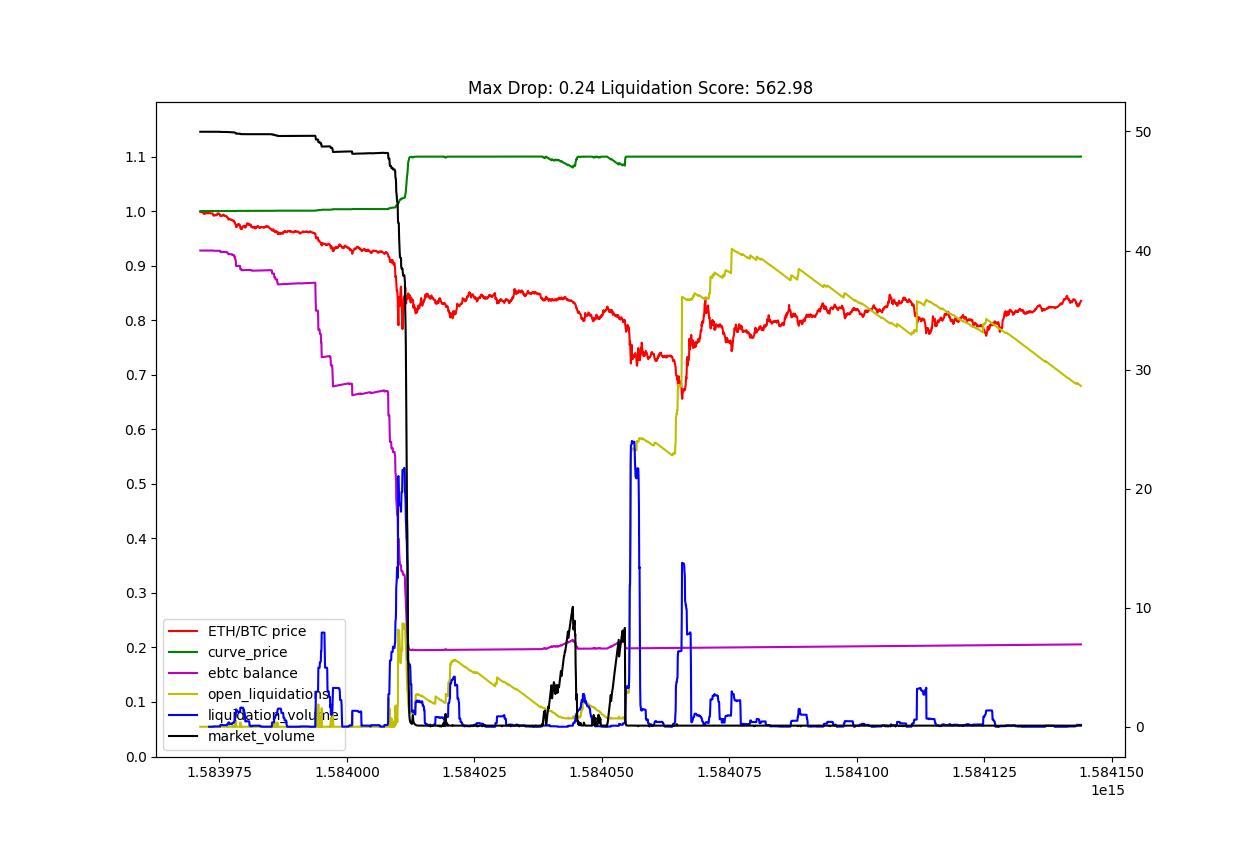 Max Drop: 0.24 Liquidation Score: 562.98
1.1
1.0
0.9
0.8
0.7
0.6
0.5
0.4
0.3
0.2
0.1
0.0
50
40
30
20
10
0
ETH/BTC price
curve_price
ebtc balance
open_liquidations
liquidation_volume
market_volume
1.583975 1.584000 1.584025 1.584050 1.584075 1.584100 1.584125 1.584150
1e15